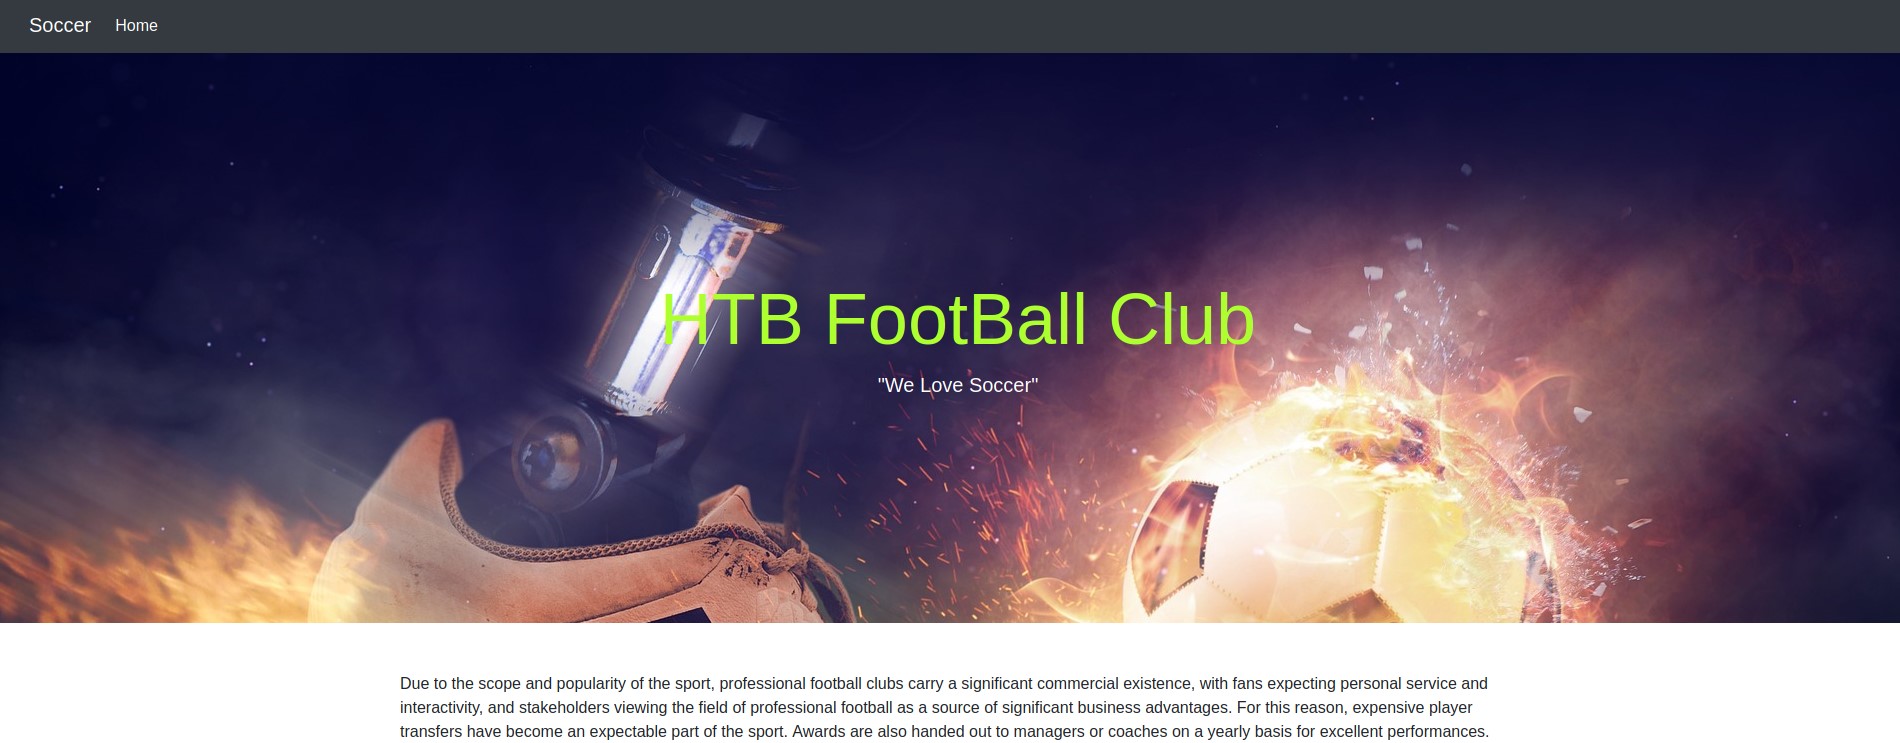 Soccer Home
HTB FootBall Club
"We Love Soccer"
Due to the scope and popularity of the sport, professional football clubs carry a significant commercial existence, with fans expecting personal service and
interactivity, and stakeholders viewing the field of professional football as a source of significant business advantages. For this reason, expensive player
transfers have become an expectable part of the sport. Awards are also handed out to managers or coaches on a yearly basis for excellent performances.